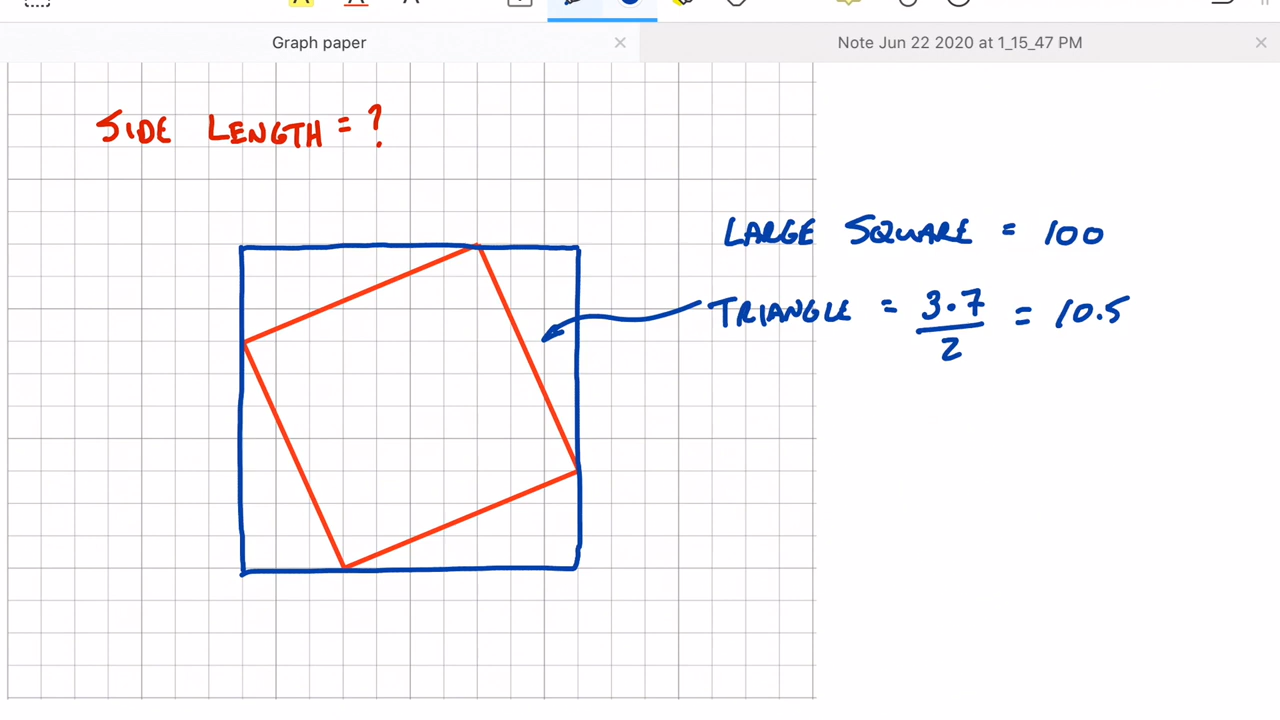 Graph paper
Note Jun 22 2020 at 1_15_47 PM
SIDE LENGTH = ?
LARGE SQUARE = 100
TRIANGLE = 3·7/2 = 10.5